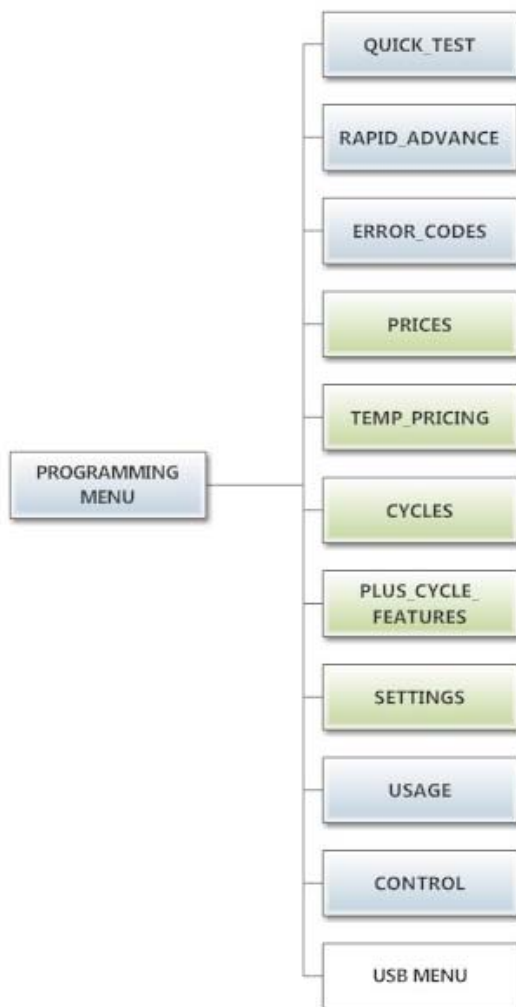 QUICK_TEST
RAPID_ADVANCE
ERROR_CODES
PRICES
TEMP_PRICING
PROGRAMMING
MENU
CYCLES
PLUS_CYCLE_
FEATURES
SETTINGS
USAGE
CONTROL
USB MENU